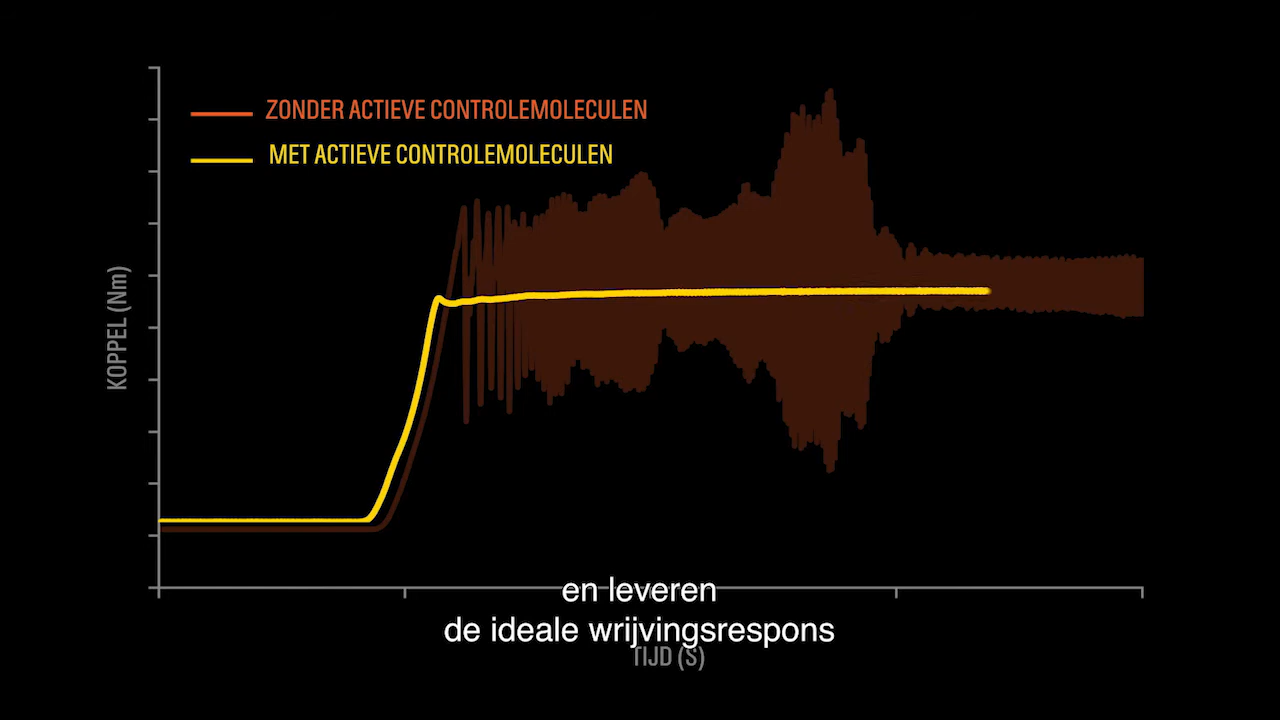 ZONDER ACTIEVE CONTROLEMOLECULEN
MET ACTIEVE CONTROLEMOLECULEN
KOPPEL (Nm)
en leveren
de ideale wrijvingsrespons
TIJD (S)